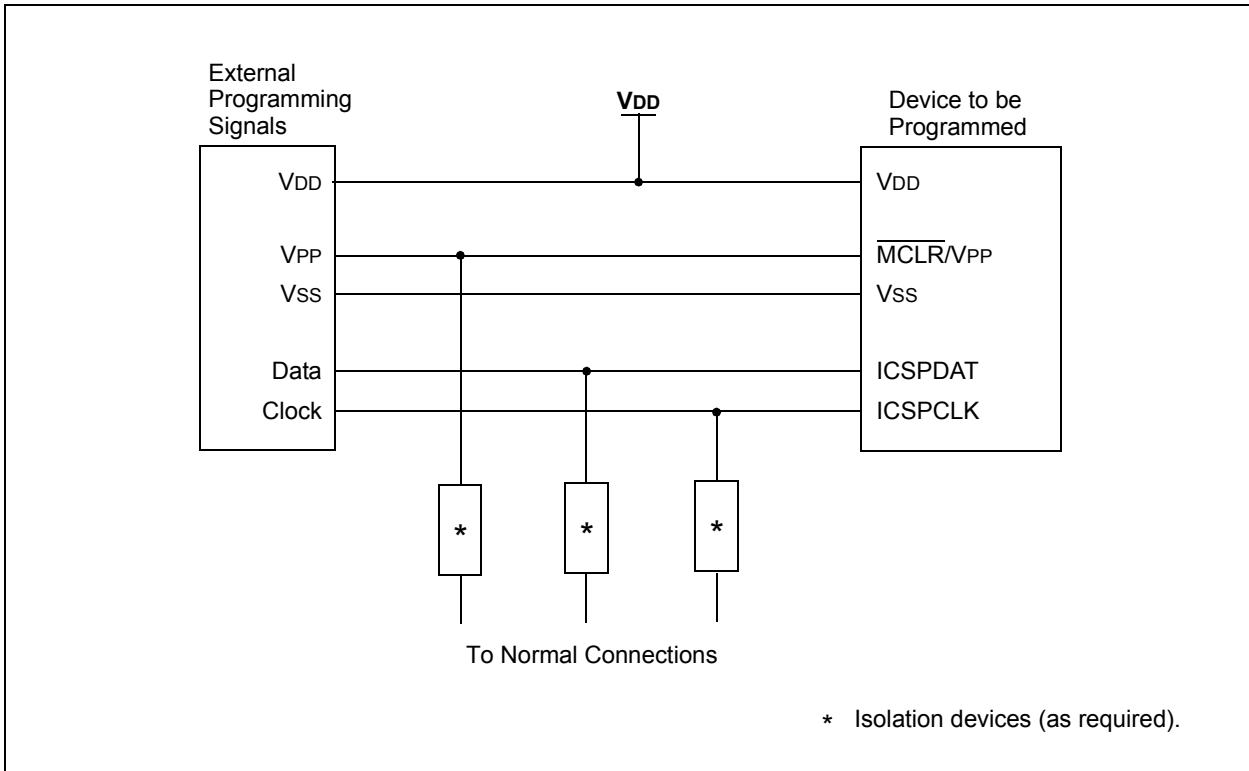 External
Programming
Signals
VDD
Device to be
Programmed
VDD
VDD
VPP
MCLR/VPP
VSS
VSS
Data
ICSPDAT
Clock
ICSPCLK
* * *
To Normal Connections
* Isolation devices (as required).